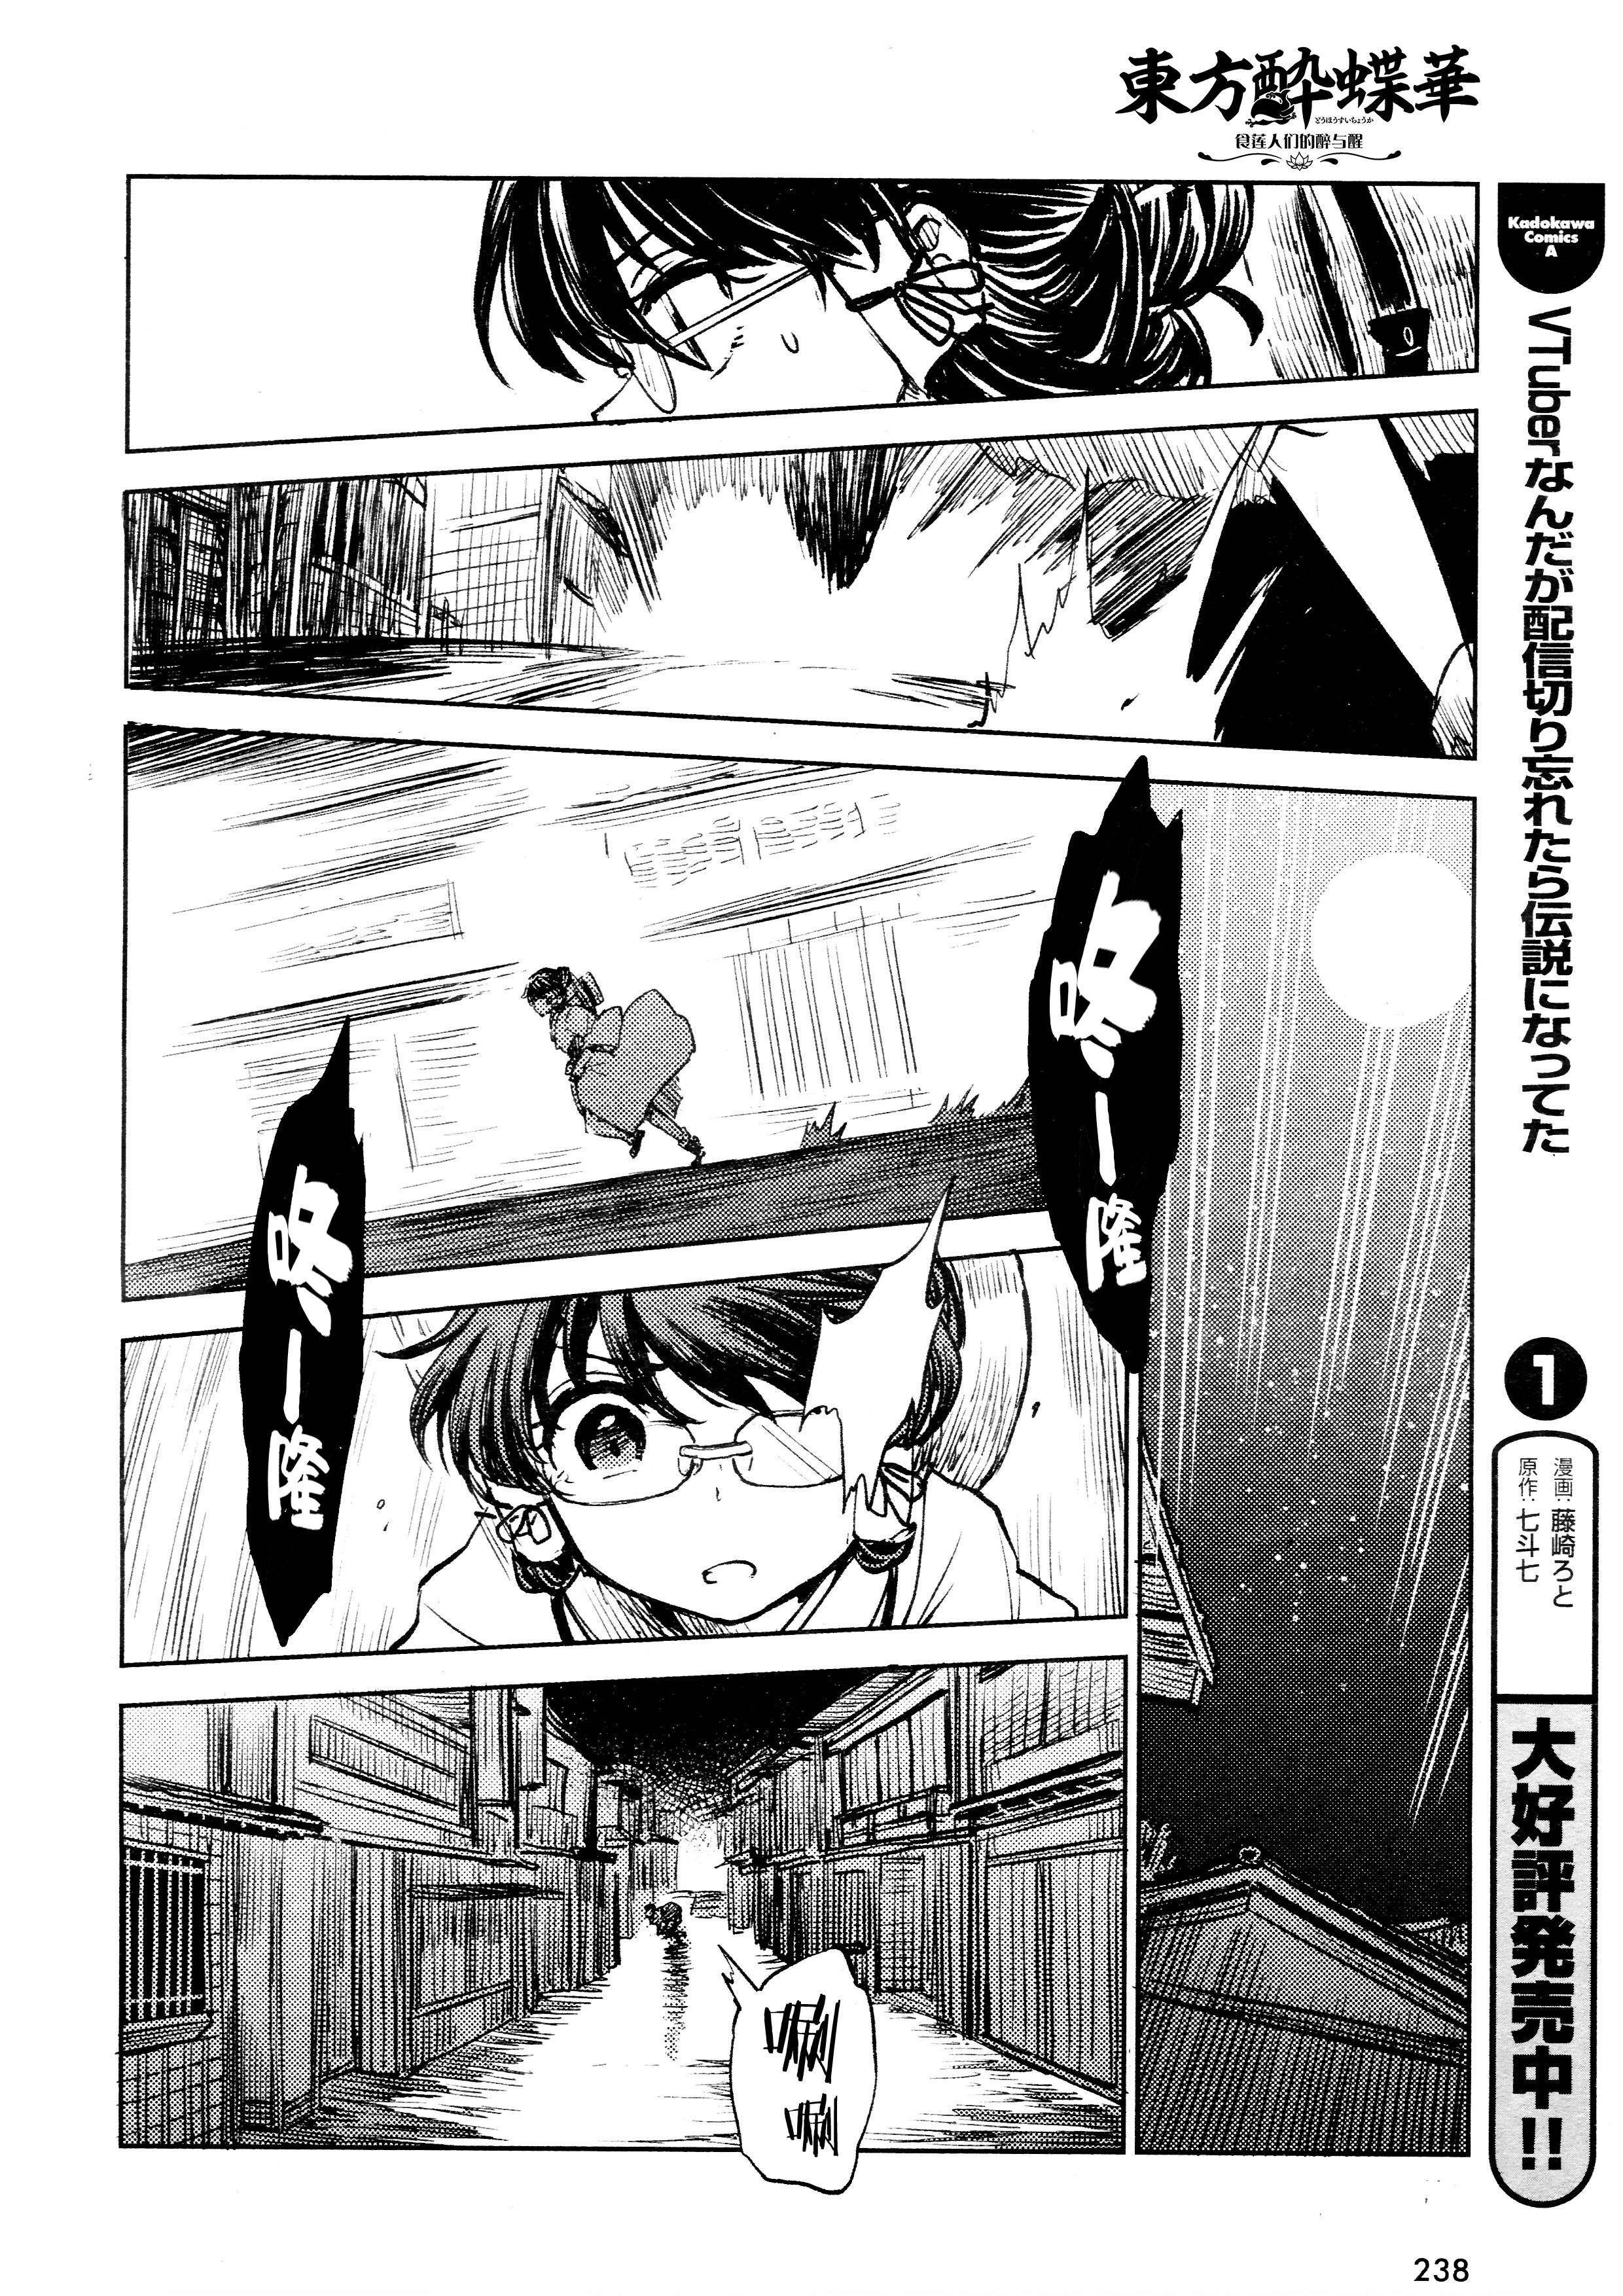 東方酔蝶華
とうほうすいちょうか
食莲人们的醉与醒
Kadokawa
Comics
A
VTuberなんだが配信切り忘れたら伝説になってた
1
漫画：藤崎ろと
原作：七斗七
大好評発売中!!
咚ー隆
咚ー隆
唰
唰
238